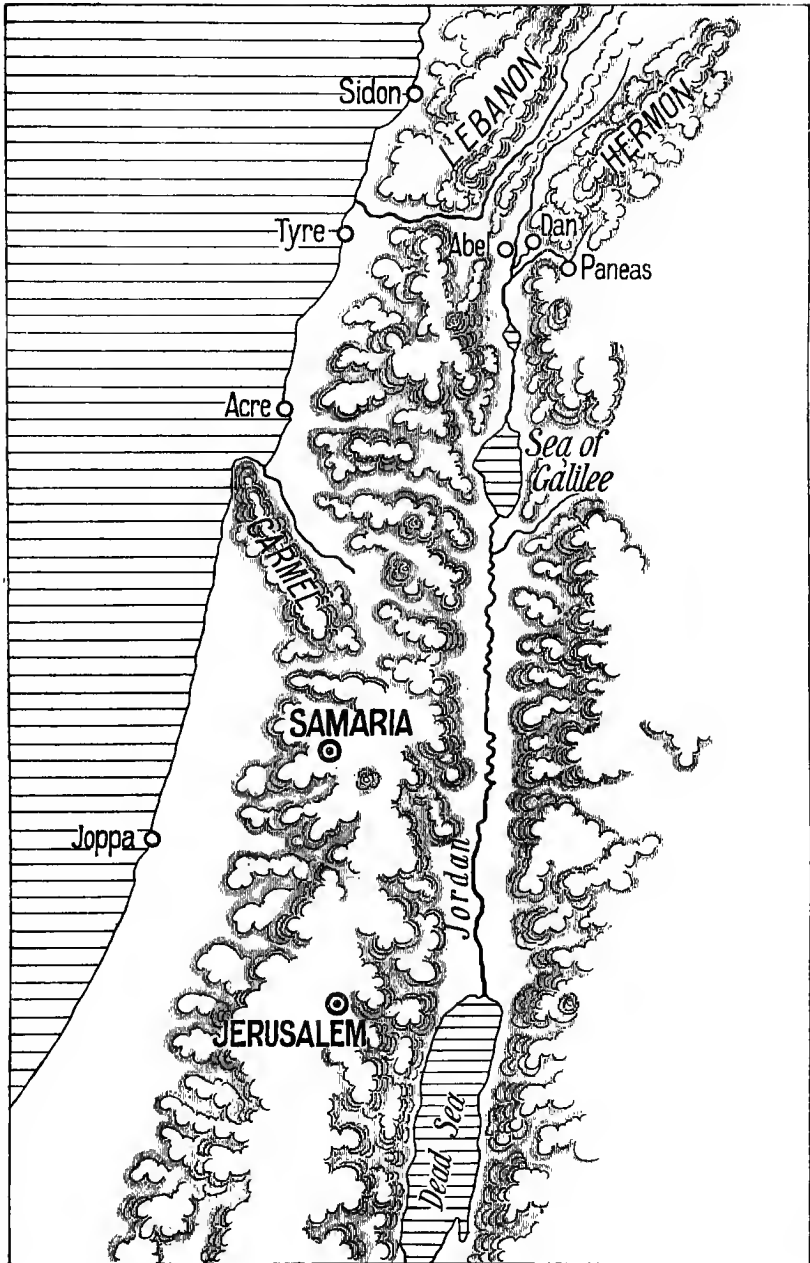 Sidon
LEBANON
HERMON
Tyre
Abel
Dan
Paneas
Acre
Sea of
Galilee
CARMEL
SAMARIA
Joppa
Jordan
JERUSALEM
Dead Sea